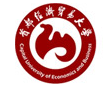 首都经济贸易大学
Capital University of Economics and Business